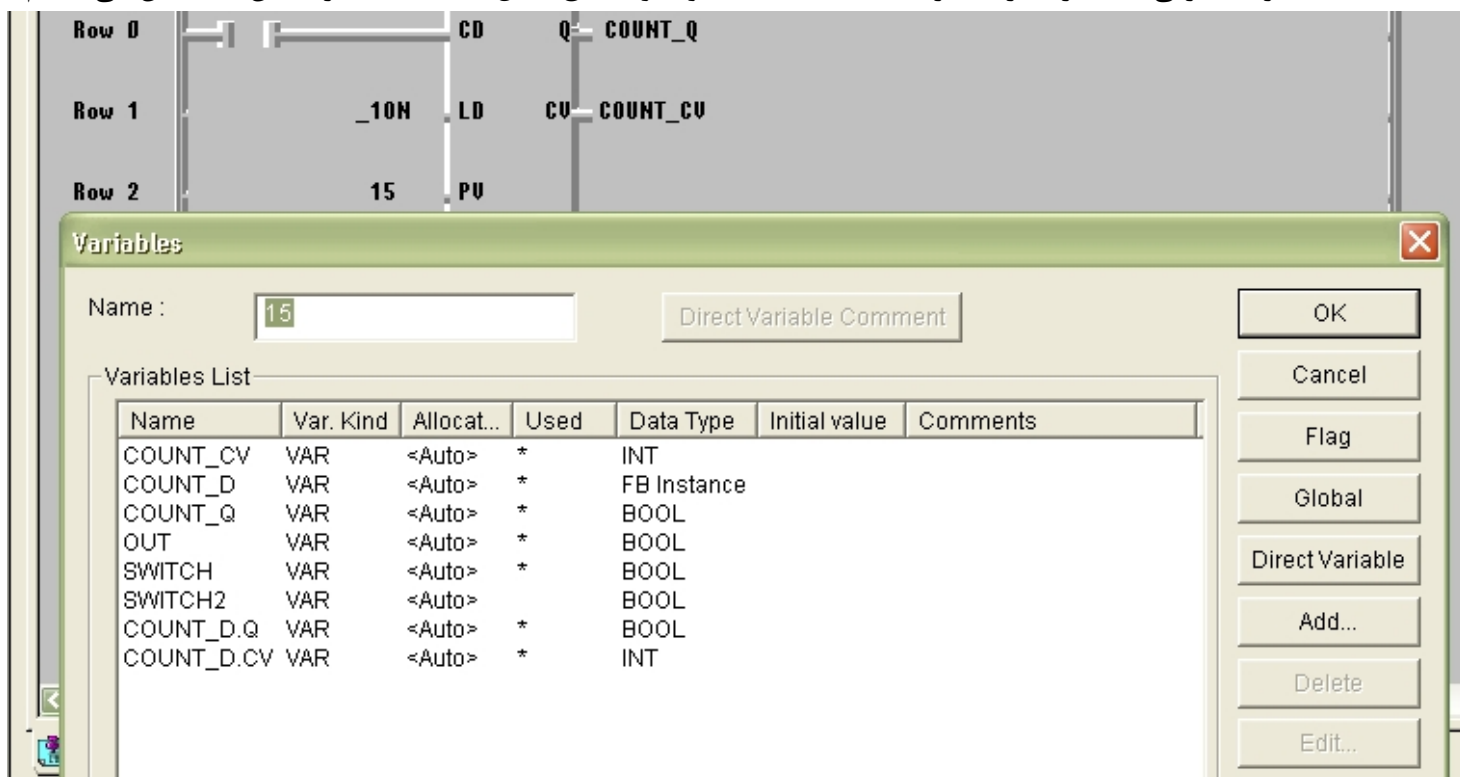 Row 0 CD Q COUNT_Q
Row 1 _1ON LD CV COUNT_CV
Row 2 15 PV
Variables
Name : 15 Direct Variable Comment OK
Variables List Cancel
Name Var. Kind Allocat... Used Data Type Initial value Comments Flag
COUNT_CV VAR <Auto> * INT
COUNT_D VAR <Auto> * FB Instance Global
COUNT_Q VAR <Auto> * BOOL
OUT VAR <Auto> * BOOL Direct Variable
SWITCH VAR <Auto> * BOOL
SWITCH2 VAR <Auto> BOOL Add...
COUNT_D.Q VAR <Auto> * BOOL
COUNT_D.CV VAR <Auto> * INT
Delete
Edit...